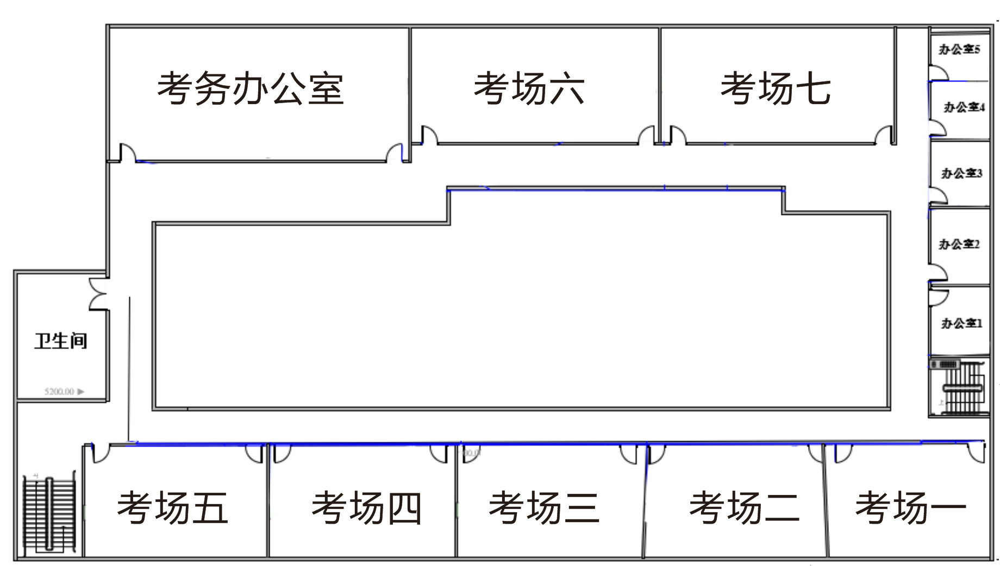 考务办公室
考场六
考场七
办公室5
办公室4
办公室3
办公室2
办公室1
卫生间
5200.00
上
考场五
考场四
考场三
考场二
考场一